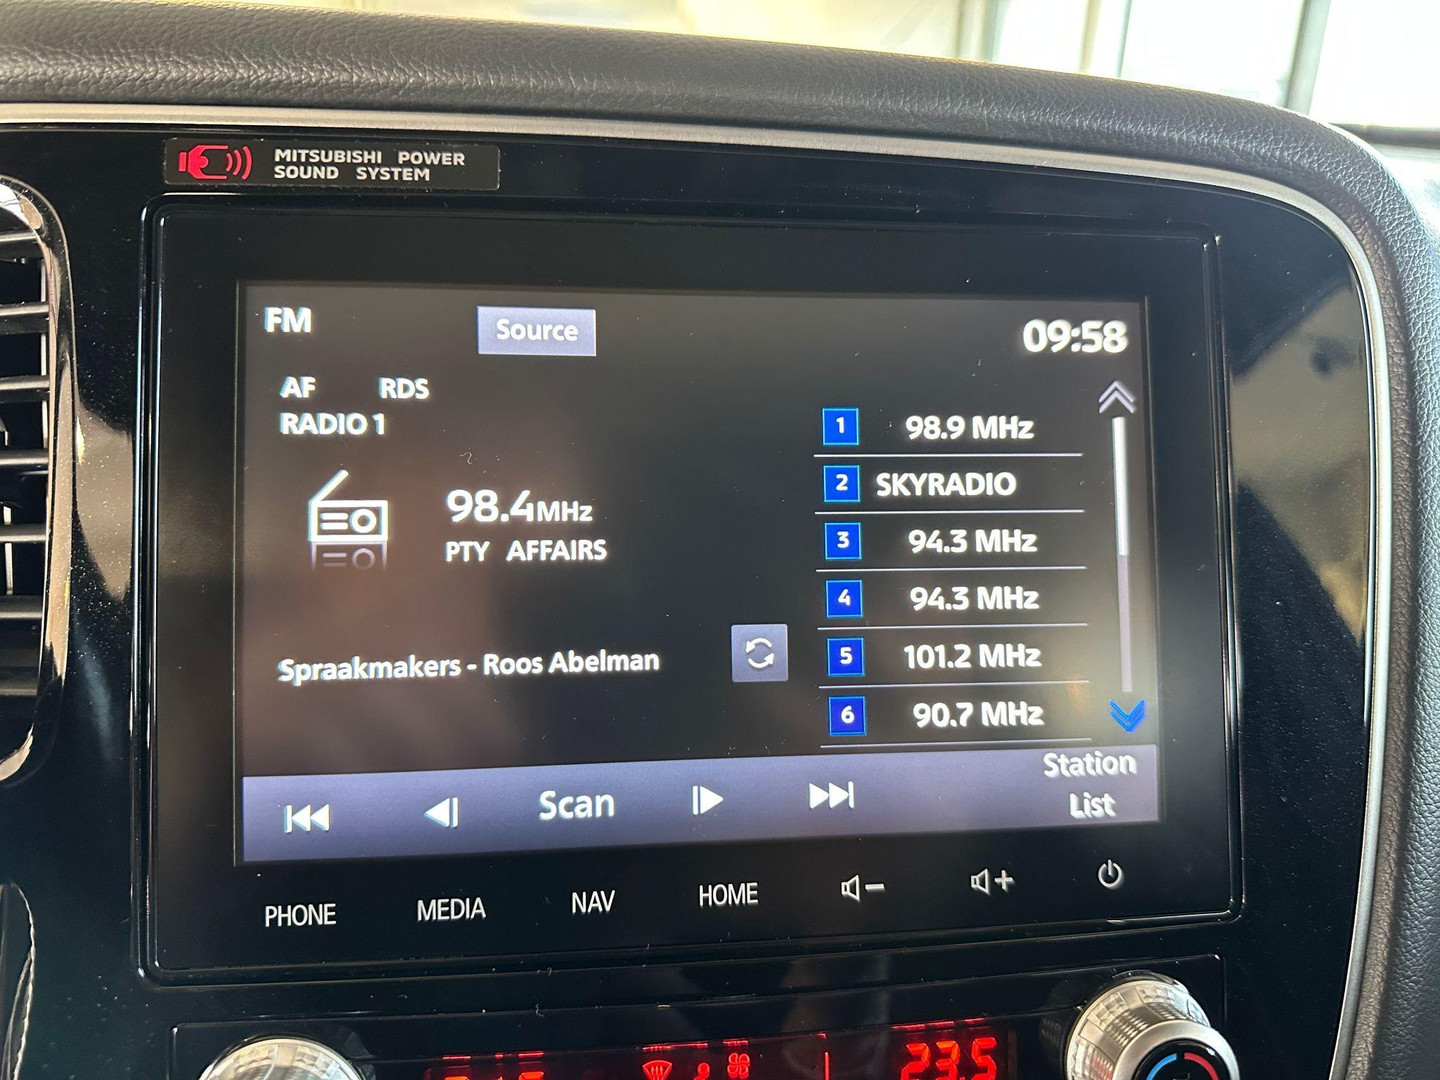 MITSUBISHI POWER
SOUND SYSTEM
FM
Source
09:58
AF RDS
RADIO 1
98.4 MHz
PTY AFFAIRS
Spraakmakers - Roos Abelman
1 98.9 MHz
2 SKYRADIO
3 94.3 MHz
4 94.3 MHz
5 101.2 MHz
6 90.7 MHz
Scan
Station
List
PHONE
MEDIA
NAV
HOME
23.5